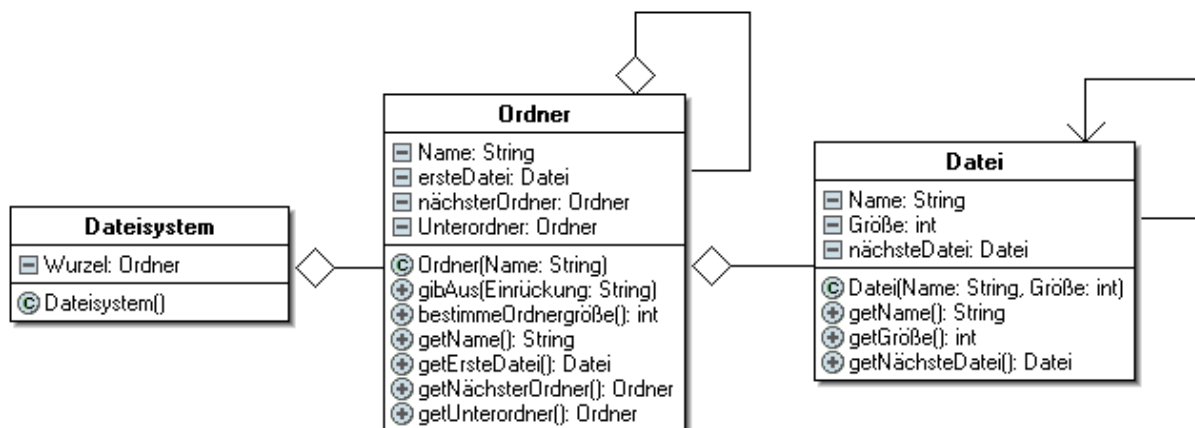 Dateisystem
Wurzel: Ordner
Dateisystem()
Ordner
Name: String
ersteDatei: Datei
nächsterOrdner: Ordner
Unterordner: Ordner
Ordner(Name: String)
gibAus(Einrückung: String)
bestimmeOrdnergröße(): int
getName(): String
getErsteDatei(): Datei
getNächsterOrdner(): Ordner
getUnterordner(): Ordner
Datei
Name: String
Größe: int
nächsteDatei: Datei
Datei(Name: String, Größe: int)
getName(): String
getGröße(): int
getNächsteDatei(): Datei